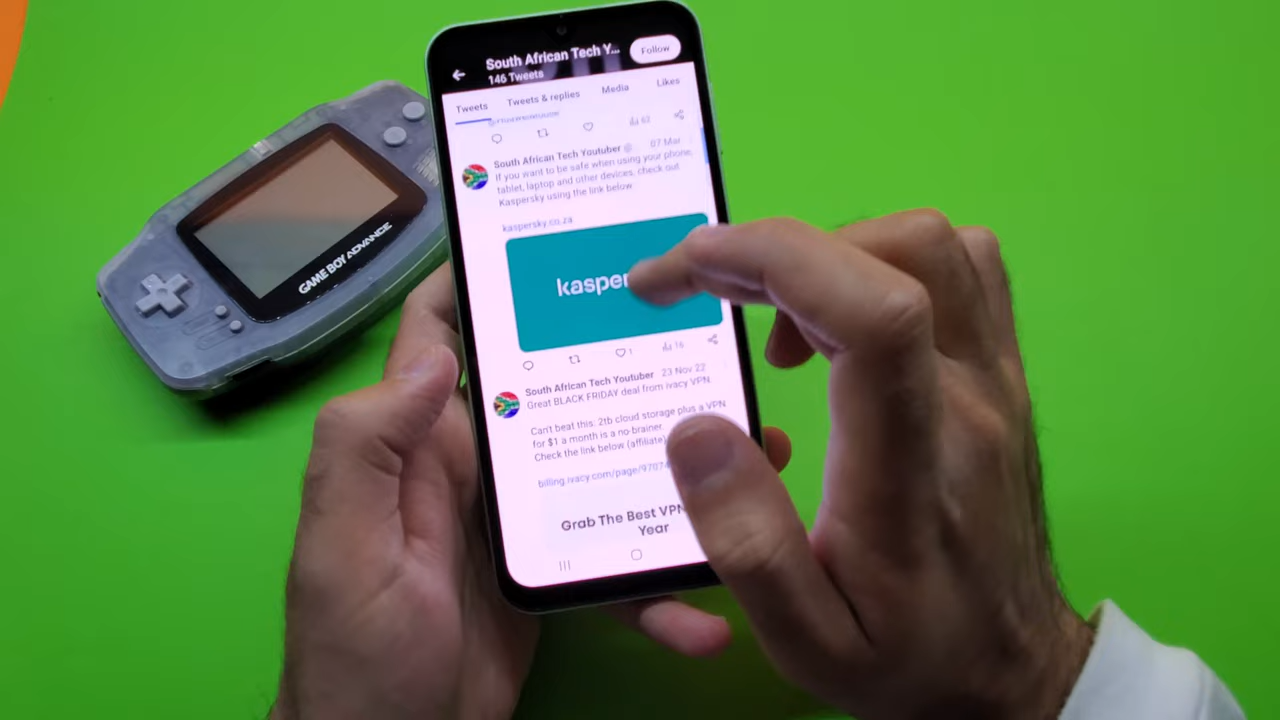 South African Tech Y...
Follow
146 Tweets
Tweets
Tweets & replies
Media
Likes
62
South African Tech Youtuber
07 Mar
If you want to be safe when using your phone,
tablet, laptop and other devices, check out
Kaspersky using the link below
kaspersky.co.za
kasper
1
16
South African Tech Youtuber
23 Nov 22
Great BLACK FRIDAY deal from ivacy VPN.
Can't beat this: 2tb cloud storage plus a VPN
for $1 a month is a no-brainer.
Check the link below (affiliate)
billing.ivacy.com/page/9707
Grab The Best VPN
Year
GAME BOY ADVANCE